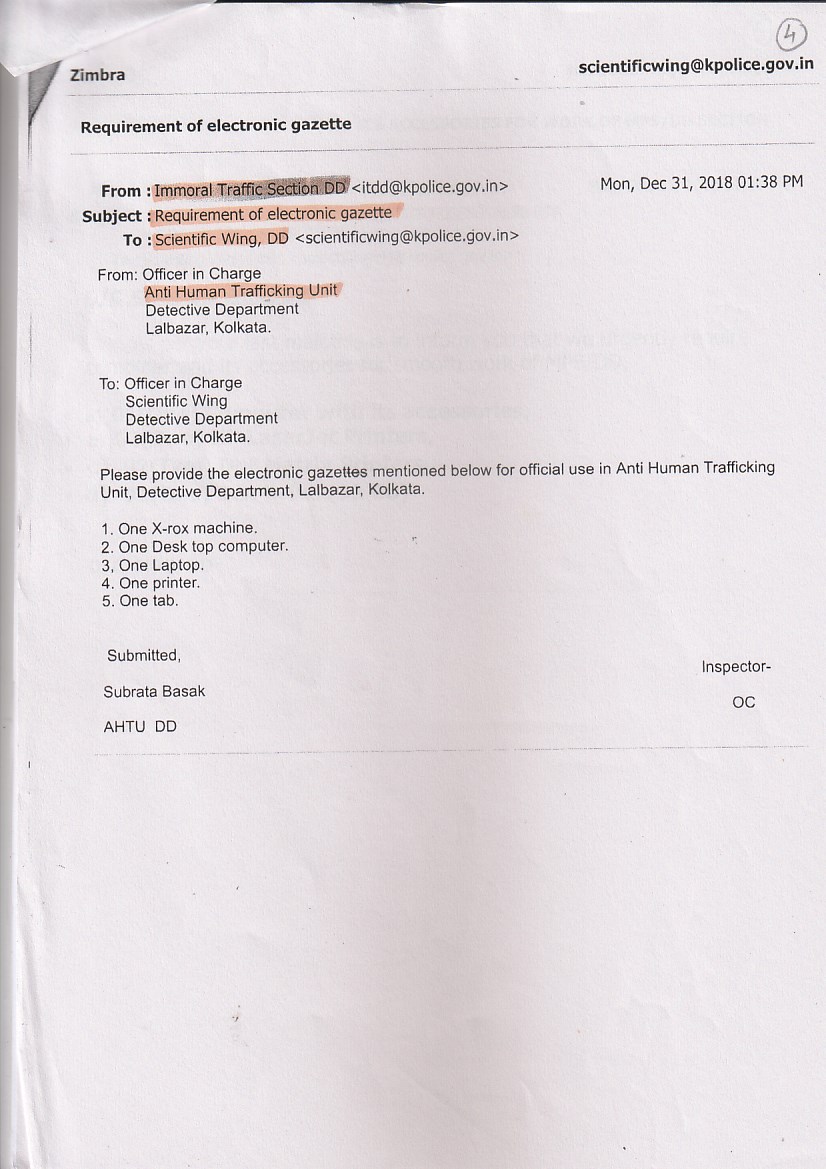 4
Zimbra
scientificwing@kpolice.gov.in
Requirement of electronic gazette
From : Immoral Traffic Section DD <itdd@kpolice.gov.in>
Mon, Dec 31, 2018 01:38 PM
Subject : Requirement of electronic gazette
To : Scientific Wing, DD <scientificwing@kpolice.gov.in>
From: Officer in Charge
Anti Human Trafficking Unit
Detective Department
Lalbazar, Kolkata.
To: Officer in Charge
Scientific Wing
Detective Department
Lalbazar, Kolkata.
Please provide the electronic gazettes mentioned below for official use in Anti Human Trafficking
Unit, Detective Department, Lalbazar, Kolkata.
1. One X-rox machine.
2. One Desk top computer.
3, One Laptop.
4. One printer.
5. One tab.
Submitted,
Inspector-
Subrata Basak
OC
AHTU DD